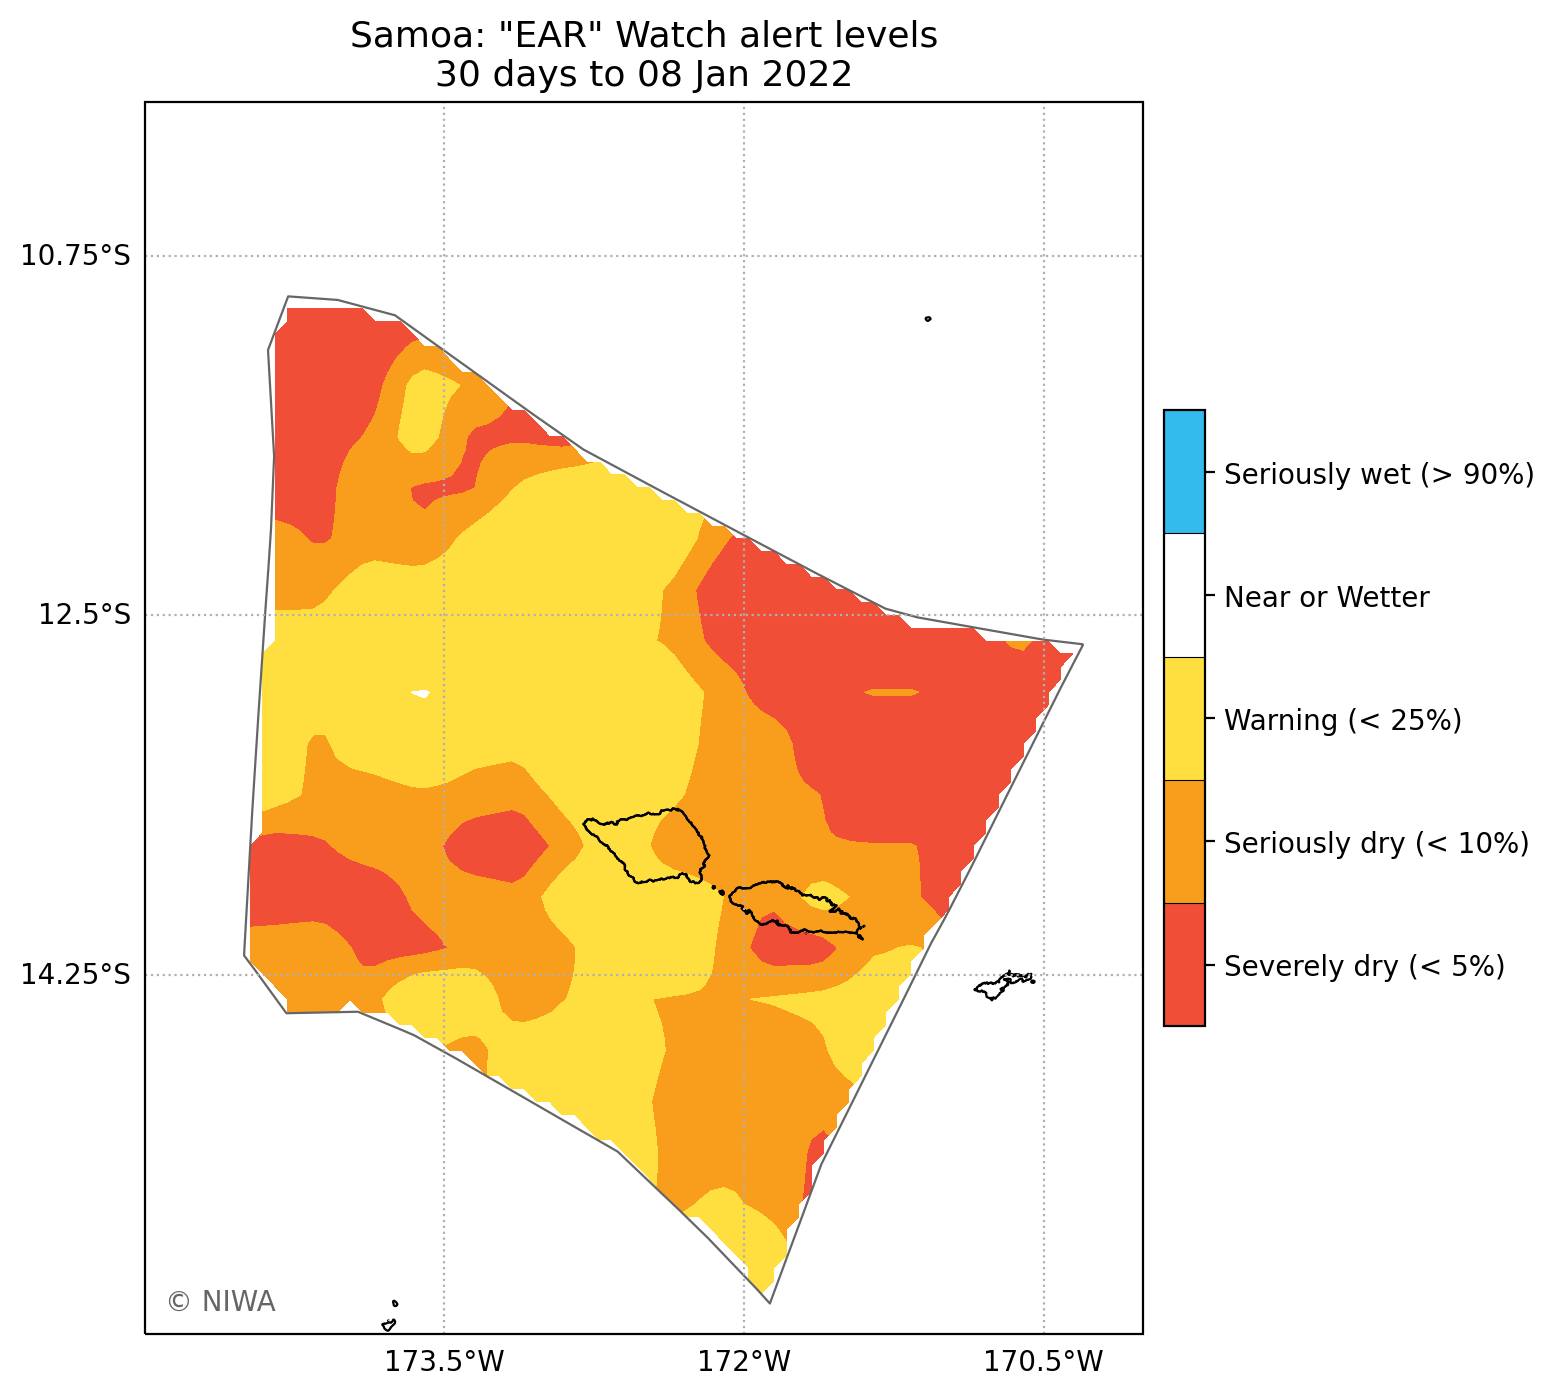 Samoa: "EAR" Watch alert levels
30 days to 08 Jan 2022
10.75°S
12.5°S
14.25°S
173.5°W
172°W
170.5°W
Seriously wet (> 90%)
Near or Wetter
Warning (< 25%)
Seriously dry (< 10%)
Severely dry (< 5%)
© NIWA